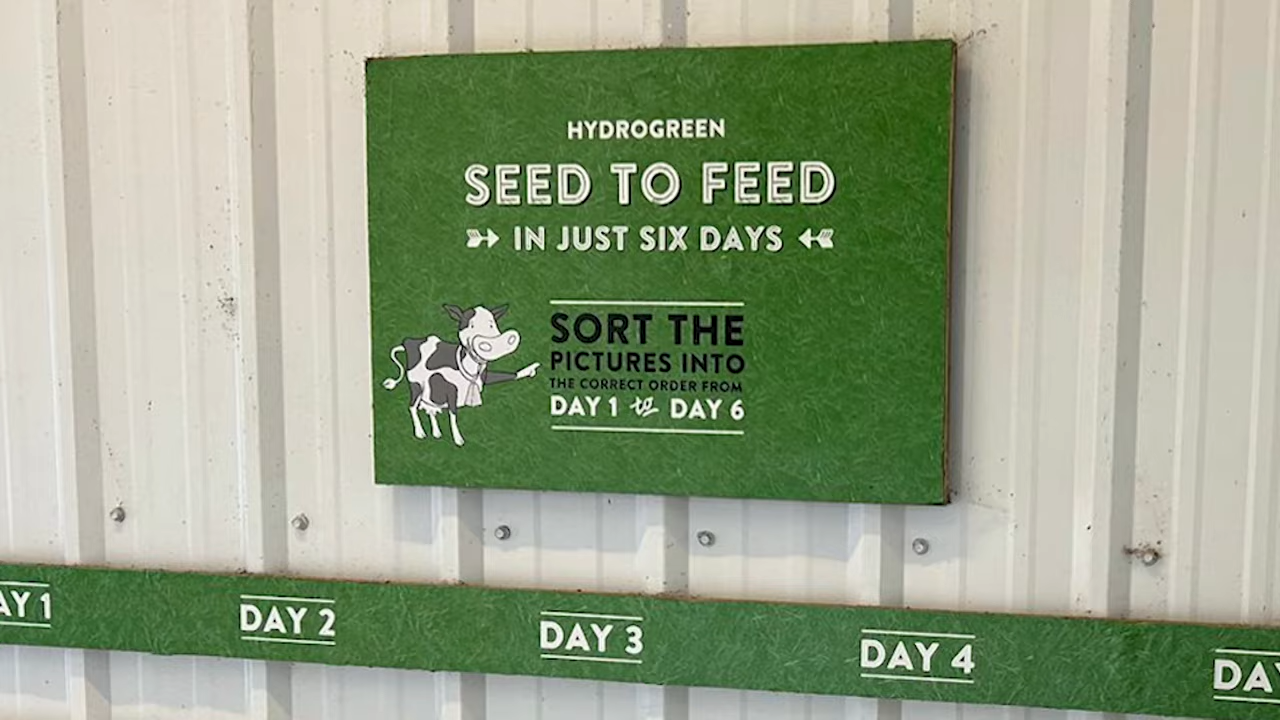 HYDROGREEN
SEED TO FEED
IN JUST SIX DAYS
SORT THE
PICTURES INTO
THE CORRECT ORDER FROM
DAY 1 to DAY 6
AY 1
DAY 2
DAY 3
DAY 4
DA